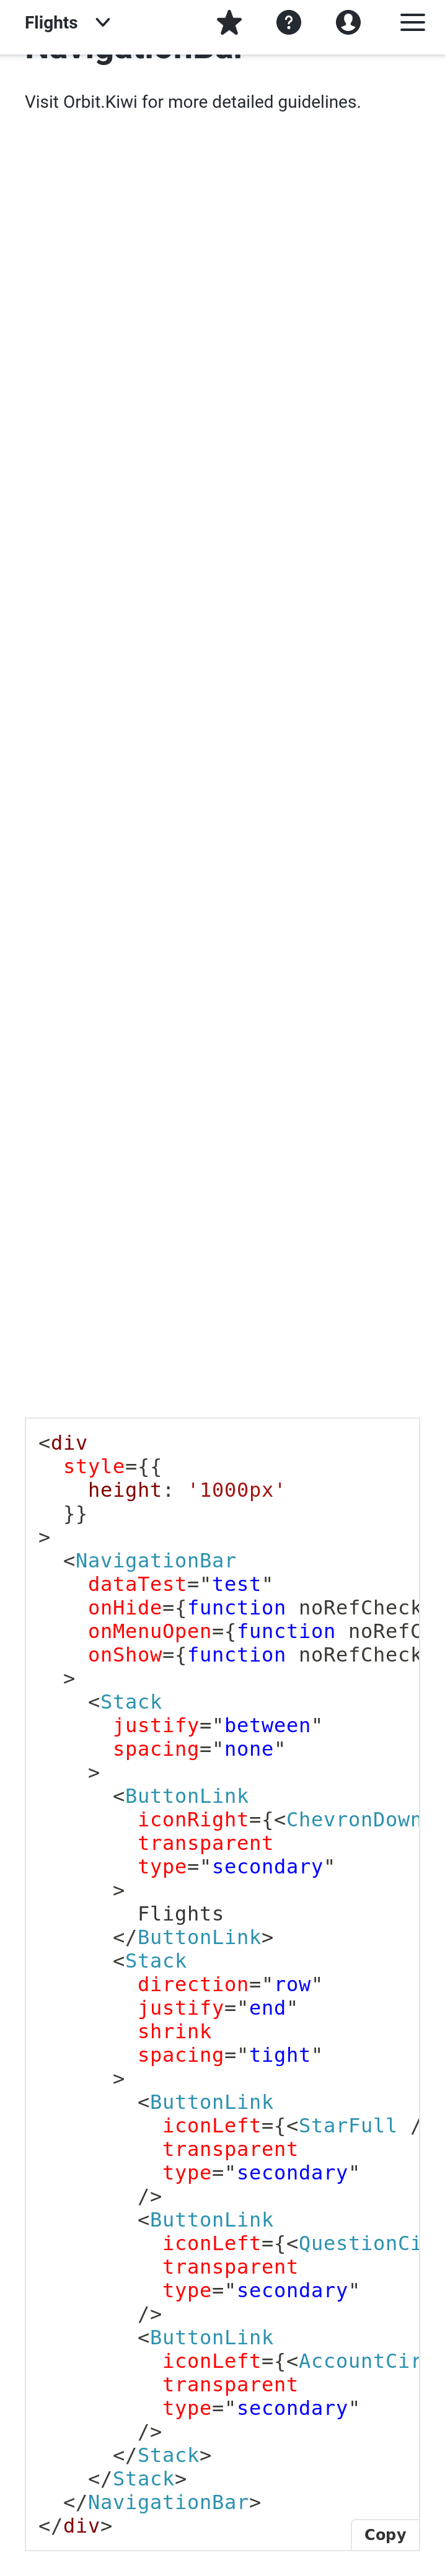 Flights
NavigationBar
Visit Orbit.Kiwi for more detailed guidelines.
<div
  style={{
    height: '1000px'
  }}
>
  <NavigationBar
    dataTest="test"
    onHide={function noRefCheck
    onMenuOpen={function noRefC
    onShow={function noRefCheck
  >
    <Stack
      justify="between"
      spacing="none"
    >
      <ButtonLink
        iconRight={<ChevronDown
        transparent
        type="secondary"
      >
        Flights
      </ButtonLink>
      <Stack
        direction="row"
        justify="end"
        shrink
        spacing="tight"
      >
        <ButtonLink
          iconLeft={<StarFull /
          transparent
          type="secondary"
        />
        <ButtonLink
          iconLeft={<QuestionCi
          transparent
          type="secondary"
        />
        <ButtonLink
          iconLeft={<AccountCir
          transparent
          type="secondary"
        />
      </Stack>
    </Stack>
  </NavigationBar>
</div>
Copy